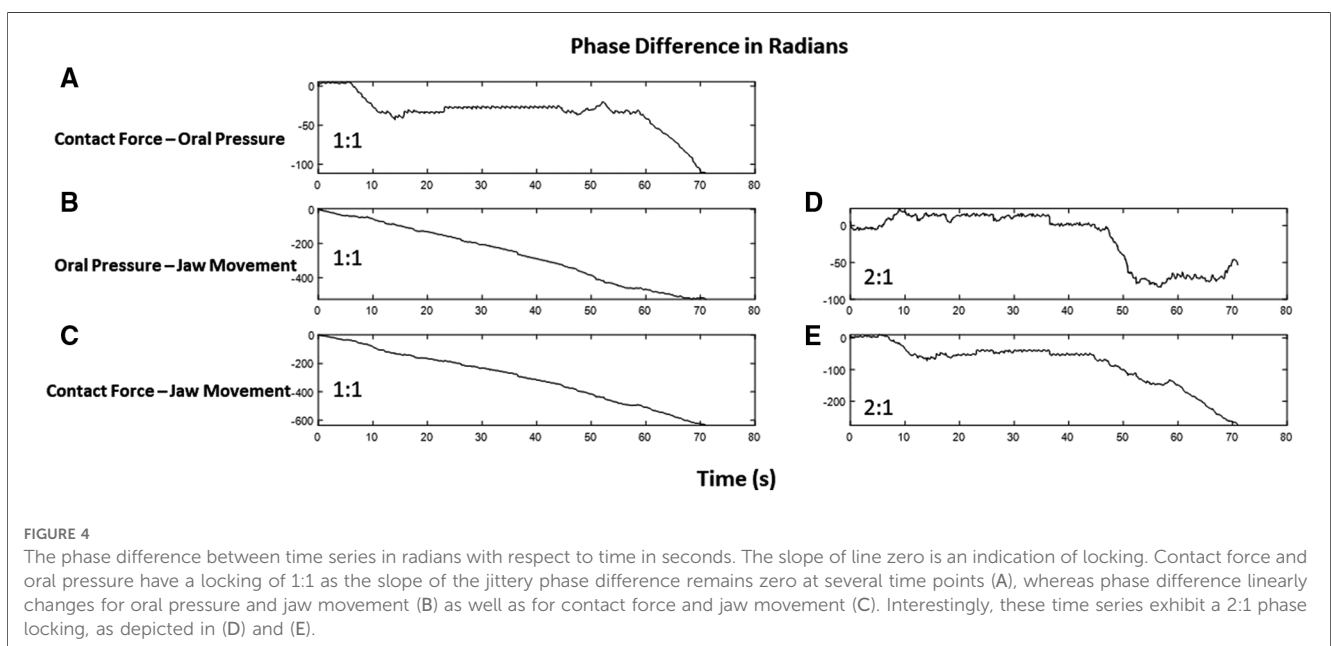 Phase Difference in Radians
A
Contact Force – Oral Pressure
0
-50
-100
1:1
0 10 20 30 40 50 60 70 80
B
Oral Pressure – Jaw Movement
0
-200
-400
1:1
0 10 20 30 40 50 60 70 80
D
0
-50
-100
2:1
0 10 20 30 40 50 60 70 80
C
Contact Force – Jaw Movement
0
-200
-400
-600
1:1
0 10 20 30 40 50 60 70 80
E
0
-100
-200
2:1
0 10 20 30 40 50 60 70 80
Time (s)
FIGURE 4
The phase difference between time series in radians with respect to time in seconds. The slope of line zero is an indication of locking. Contact force and
oral pressure have a locking of 1:1 as the slope of the jittery phase difference remains zero at several time points (A), whereas phase difference linearly
changes for oral pressure and jaw movement (B) as well as for contact force and jaw movement (C). Interestingly, these time series exhibit a 2:1 phase
locking, as depicted in (D) and (E).